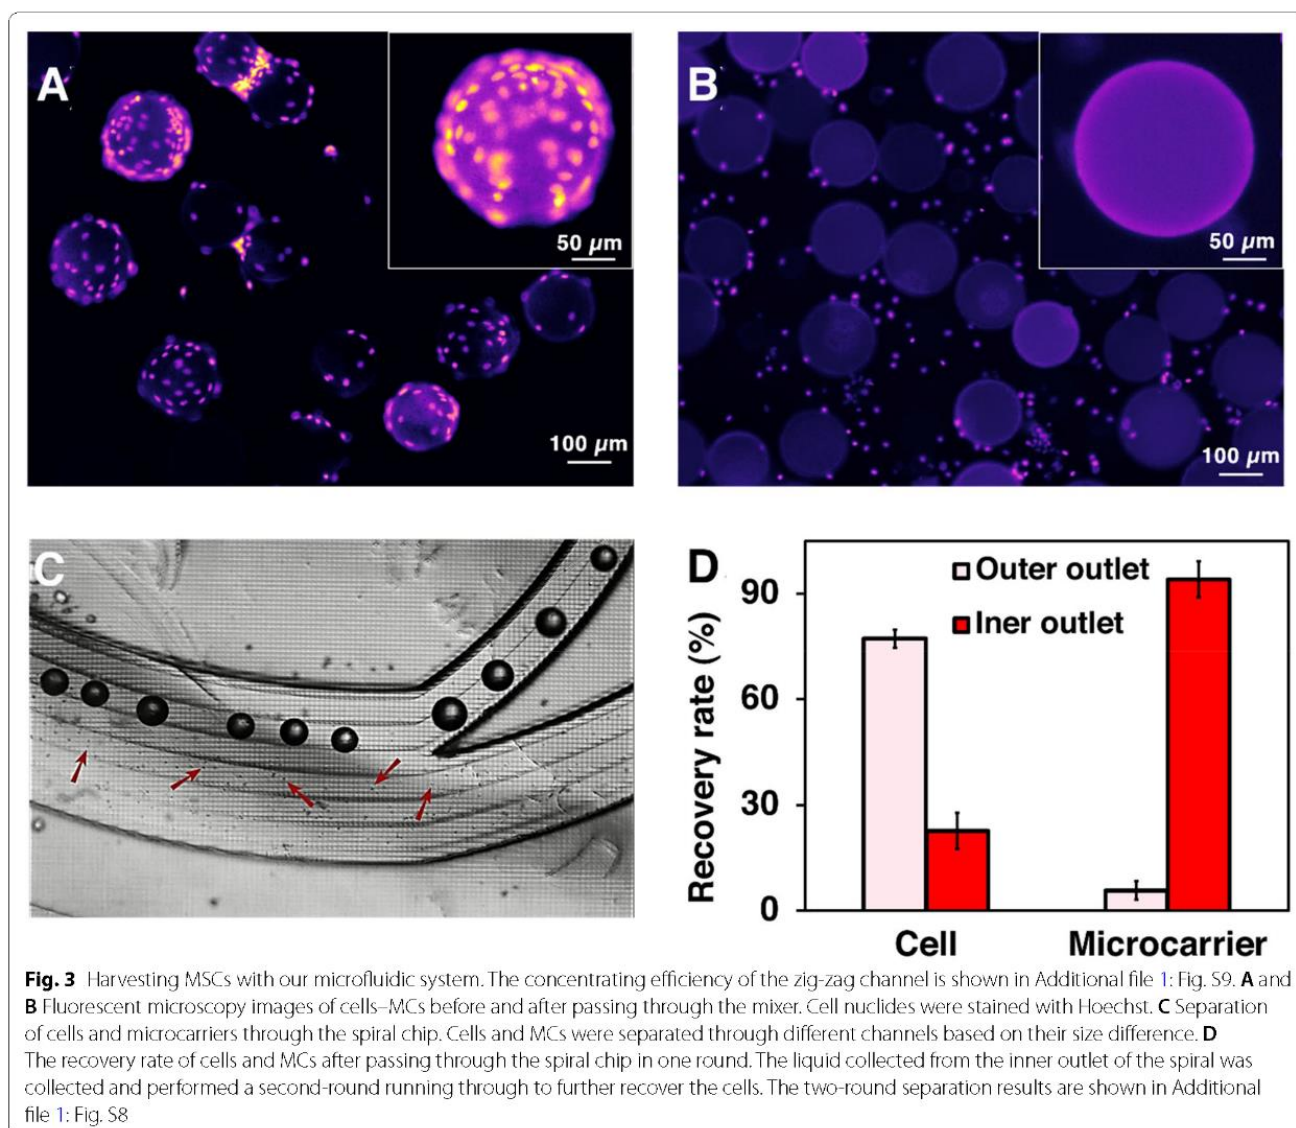 A
50 µm
100 µm
B
50 µm
100 µm
C
D
Outer outlet
Iner outlet
Recovery rate (%)
90
60
30
0
Cell
Microcarrier
Fig. 3 Harvesting MSCs with our microfluidic system. The concentrating efficiency of the zig-zag channel is shown in Additional file 1: Fig. S9. A and
B Fluorescent microscopy images of cells–MCs before and after passing through the mixer. Cell nuclides were stained with Hoechst. C Separation
of cells and microcarriers through the spiral chip. Cells and MCs were separated through different channels based on their size difference. D
The recovery rate of cells and MCs after passing through the spiral chip in one round. The liquid collected from the inner outlet of the spiral was
collected and performed a second-round running through to further recover the cells. The two-round separation results are shown in Additional
file 1: Fig. S8